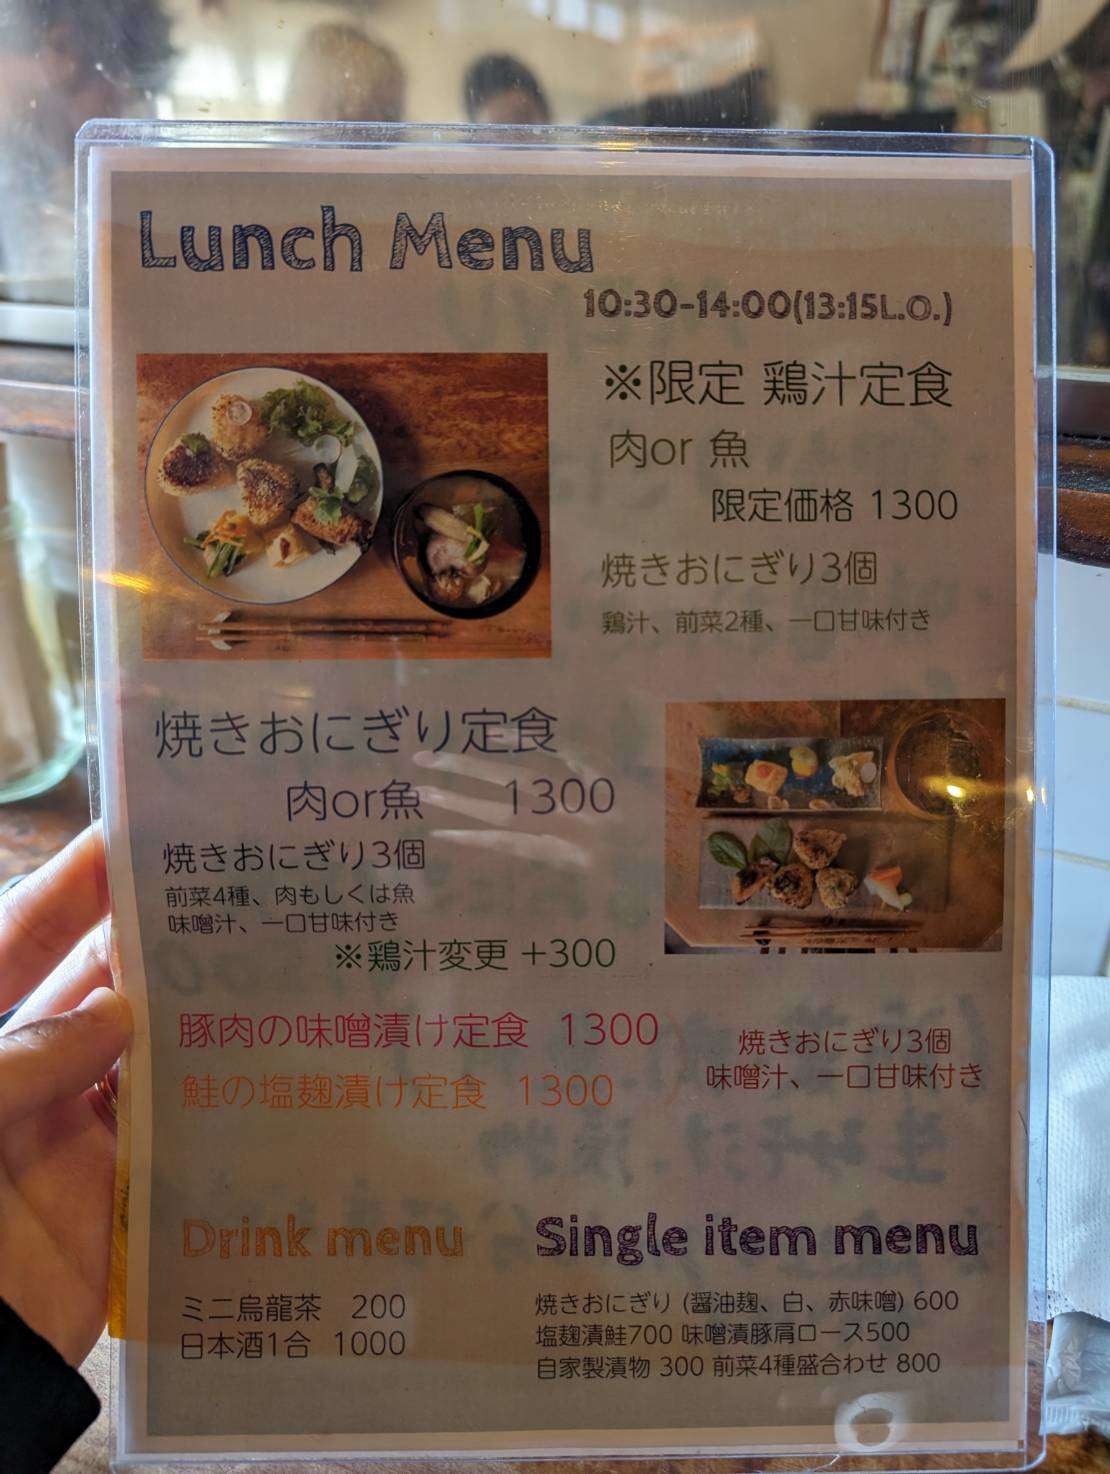 Lunch Menu
10:30-14:00(13:15L.O.)
※限定 鶏汁定食
肉or 魚
限定価格 1300
焼きおにぎり3個
鶏汁、前菜2種、一口甘味付き
焼きおにぎり定食
肉or魚 1300
焼きおにぎり3個
前菜4種、肉もしくは魚
味噌汁、一口甘味付き
※鶏汁変更 +300
豚肉の味噌漬け定食 1300
鮭の塩麹漬け定食 1300
焼きおにぎり3個
味噌汁、一口甘味付き
Drink menu
ミニ烏龍茶 200
日本酒1合 1000
Single item menu
焼きおにぎり (醤油麹、白、赤味噌) 600
塩麹漬鮭700 味噌漬豚肩ロース500
自家製漬物 300 前菜4種盛合わせ 800